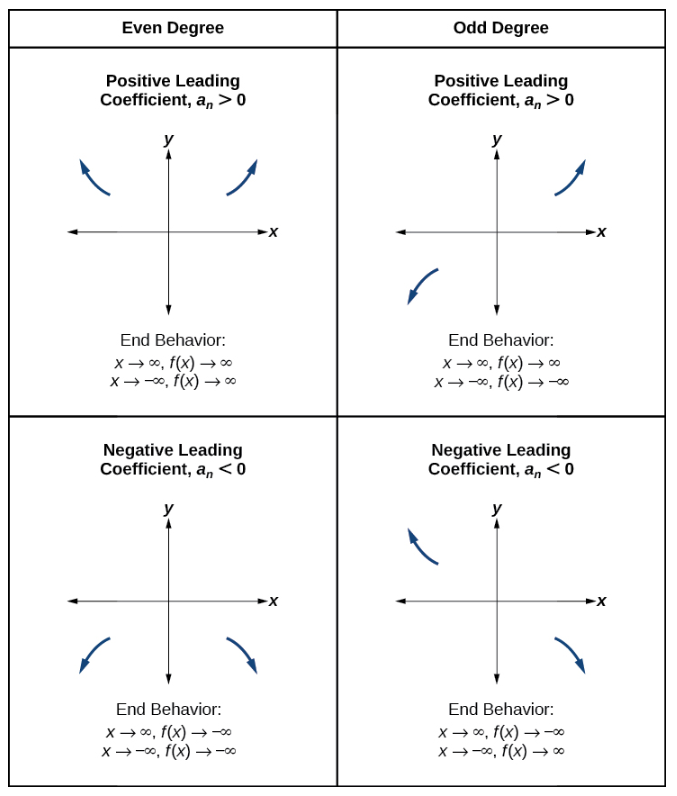 Even Degree
Odd Degree
Positive Leading
Coefficient, aₙ > 0
y
x
End Behavior:
x → ∞, f(x) → ∞
x → −∞, f(x) → ∞
Positive Leading
Coefficient, aₙ > 0
y
x
End Behavior:
x → ∞, f(x) → ∞
x → −∞, f(x) → −∞
Negative Leading
Coefficient, aₙ < 0
y
x
End Behavior:
x → ∞, f(x) → −∞
x → −∞, f(x) → −∞
Negative Leading
Coefficient, aₙ < 0
y
x
End Behavior:
x → ∞, f(x) → −∞
x → −∞, f(x) → ∞